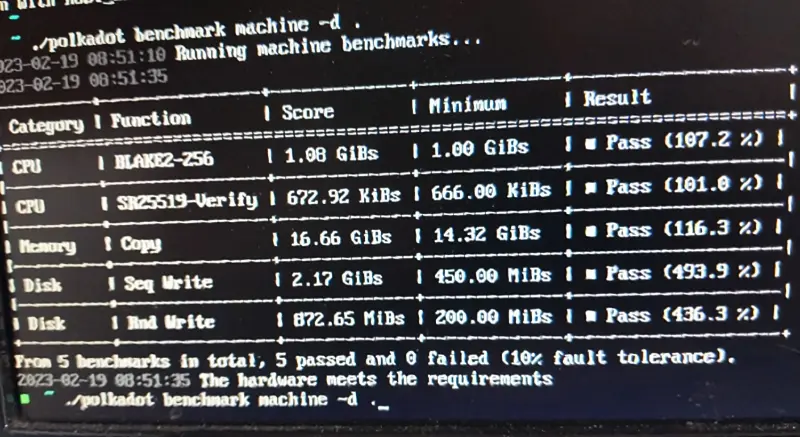 ./polkadot benchmark machine -d .
023-02-19 08:51:10 Running machine benchmarks...
023-02-19 08:51:35
Category | Function | Score | Minimum | Result |
CPU | BLAKE2-256 | 1.08 GiBs | 1.00 GiBs | ■ Pass (107.2 %) |
CPU | SR25519-Verify | 672.92 KiBs | 666.00 KiBs | ■ Pass (101.0 %) |
| Memory | Copy | 16.66 GiBs | 14.32 GiBs | ■ Pass (116.3 %) |
| Disk | Seq Write | 2.17 GiBs | 450.00 MiBs | ■ Pass (493.9 %) |
| Disk | Rnd Write | 872.65 MiBs | 200.00 MiBs | ■ Pass (436.3 %) |
From 5 benchmarks in total, 5 passed and 0 failed (10% fault tolerance).
2023-02-19 08:51:35 The hardware meets the requirements
./polkadot benchmark machine -d ._